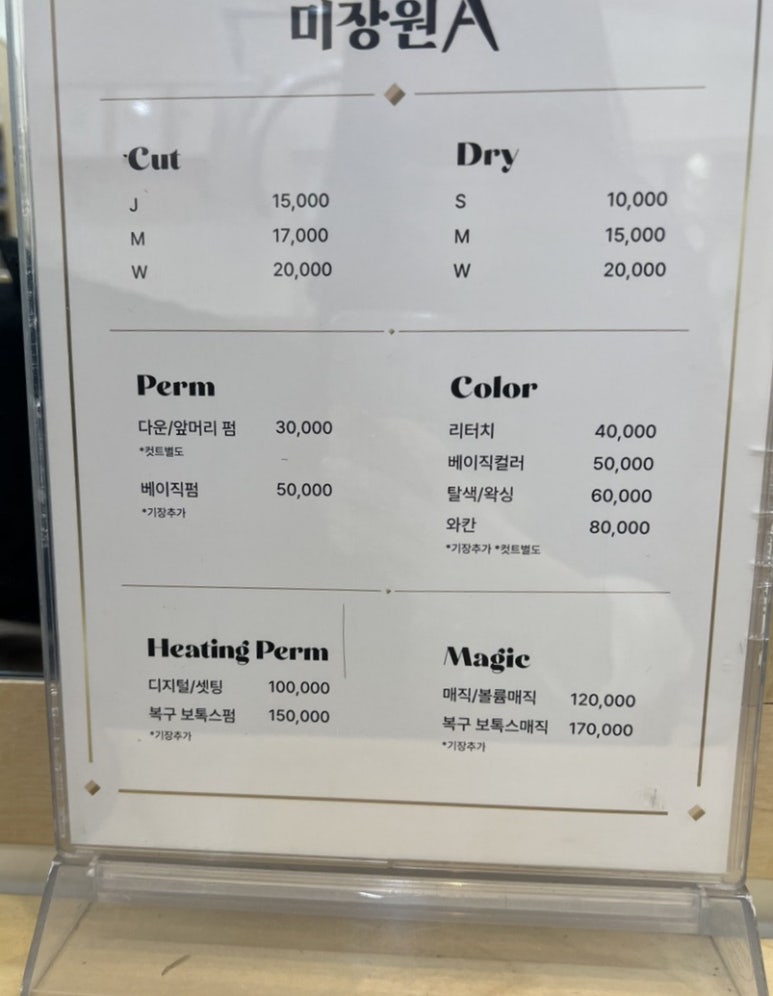 미장원A
Cut
J 15,000
M 17,000
W 20,000
Dry
S 10,000
M 15,000
W 20,000
Perm
다운/앞머리 펌 30,000
*컷트별도
베이직펌 50,000
*기장추가
Color
리터치 40,000
베이직컬러 50,000
탈색/왁싱 60,000
와칸 80,000
*기장추가 *컷트별도
Heating Perm
디지털/셋팅 100,000
복구 보톡스펌 150,000
*기장추가
Magic
매직/볼륨매직 120,000
복구 보톡스매직 170,000
*기장추가